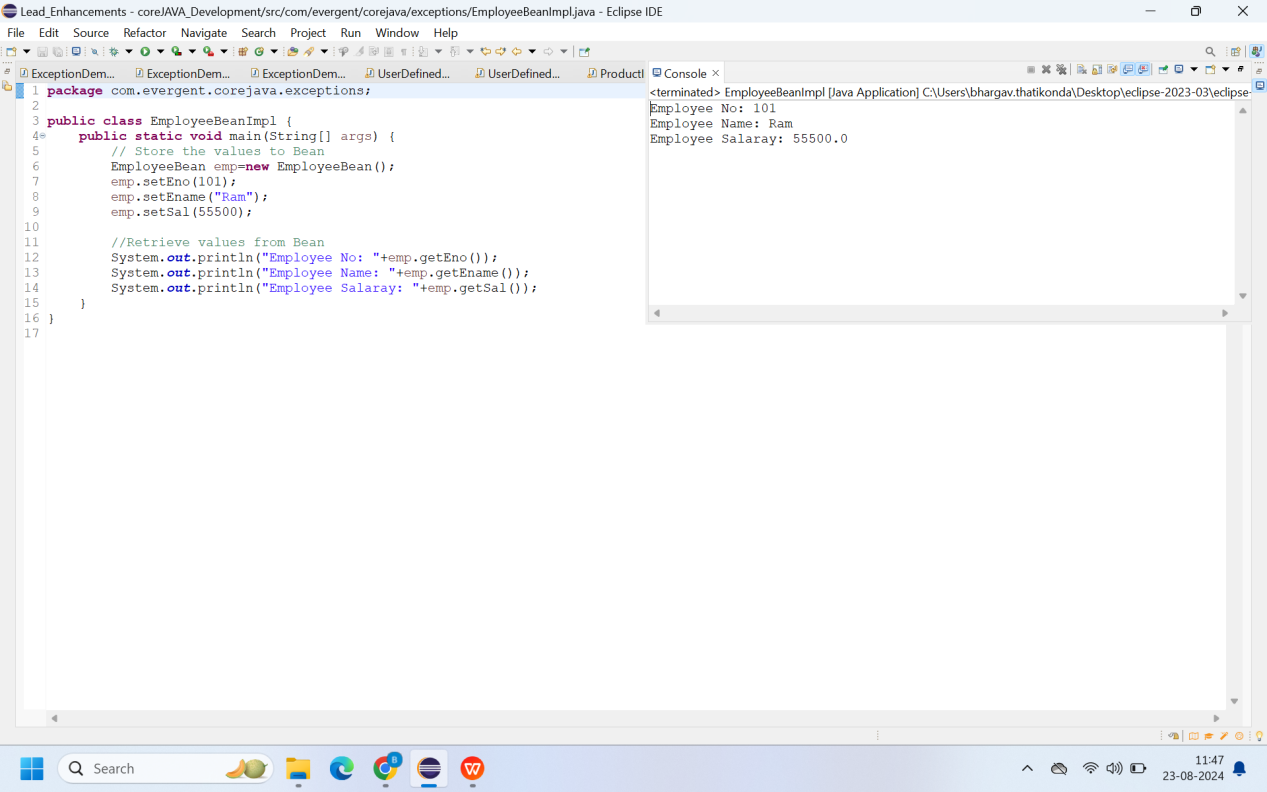 Lead_Enhancements - coreJAVA_Development/src/com/evergent/corejava/exceptions/EmployeeBeanImpl.java - Eclipse IDE
File Edit Source Refactor Navigate Search Project Run Window Help
ExceptionDem... ExceptionDem... ExceptionDem... UserDefined... UserDefined... ProductI
1 package com.evergent.corejava.exceptions;
2
3 public class EmployeeBeanImpl {
4 public static void main(String[] args) {
5 // Store the values to Bean
6 EmployeeBean emp=new EmployeeBean();
7 emp.setEno(101);
8 emp.setEname("Ram");
9 emp.setSal(55500);
10
11 //Retrieve values from Bean
12 System.out.println("Employee No: "+emp.getEno());
13 System.out.println("Employee Name: "+emp.getEname());
14 System.out.println("Employee Salaray: "+emp.getSal());
15 }
16 }
17
Console
<terminated> EmployeeBeanImpl [Java Application] C:\Users\bhargav.thatikonda\Desktop\eclipse-2023-03\eclipse-
Employee No: 101
Employee Name: Ram
Employee Salaray: 55500.0
Search
B
W
11:47
23-08-2024